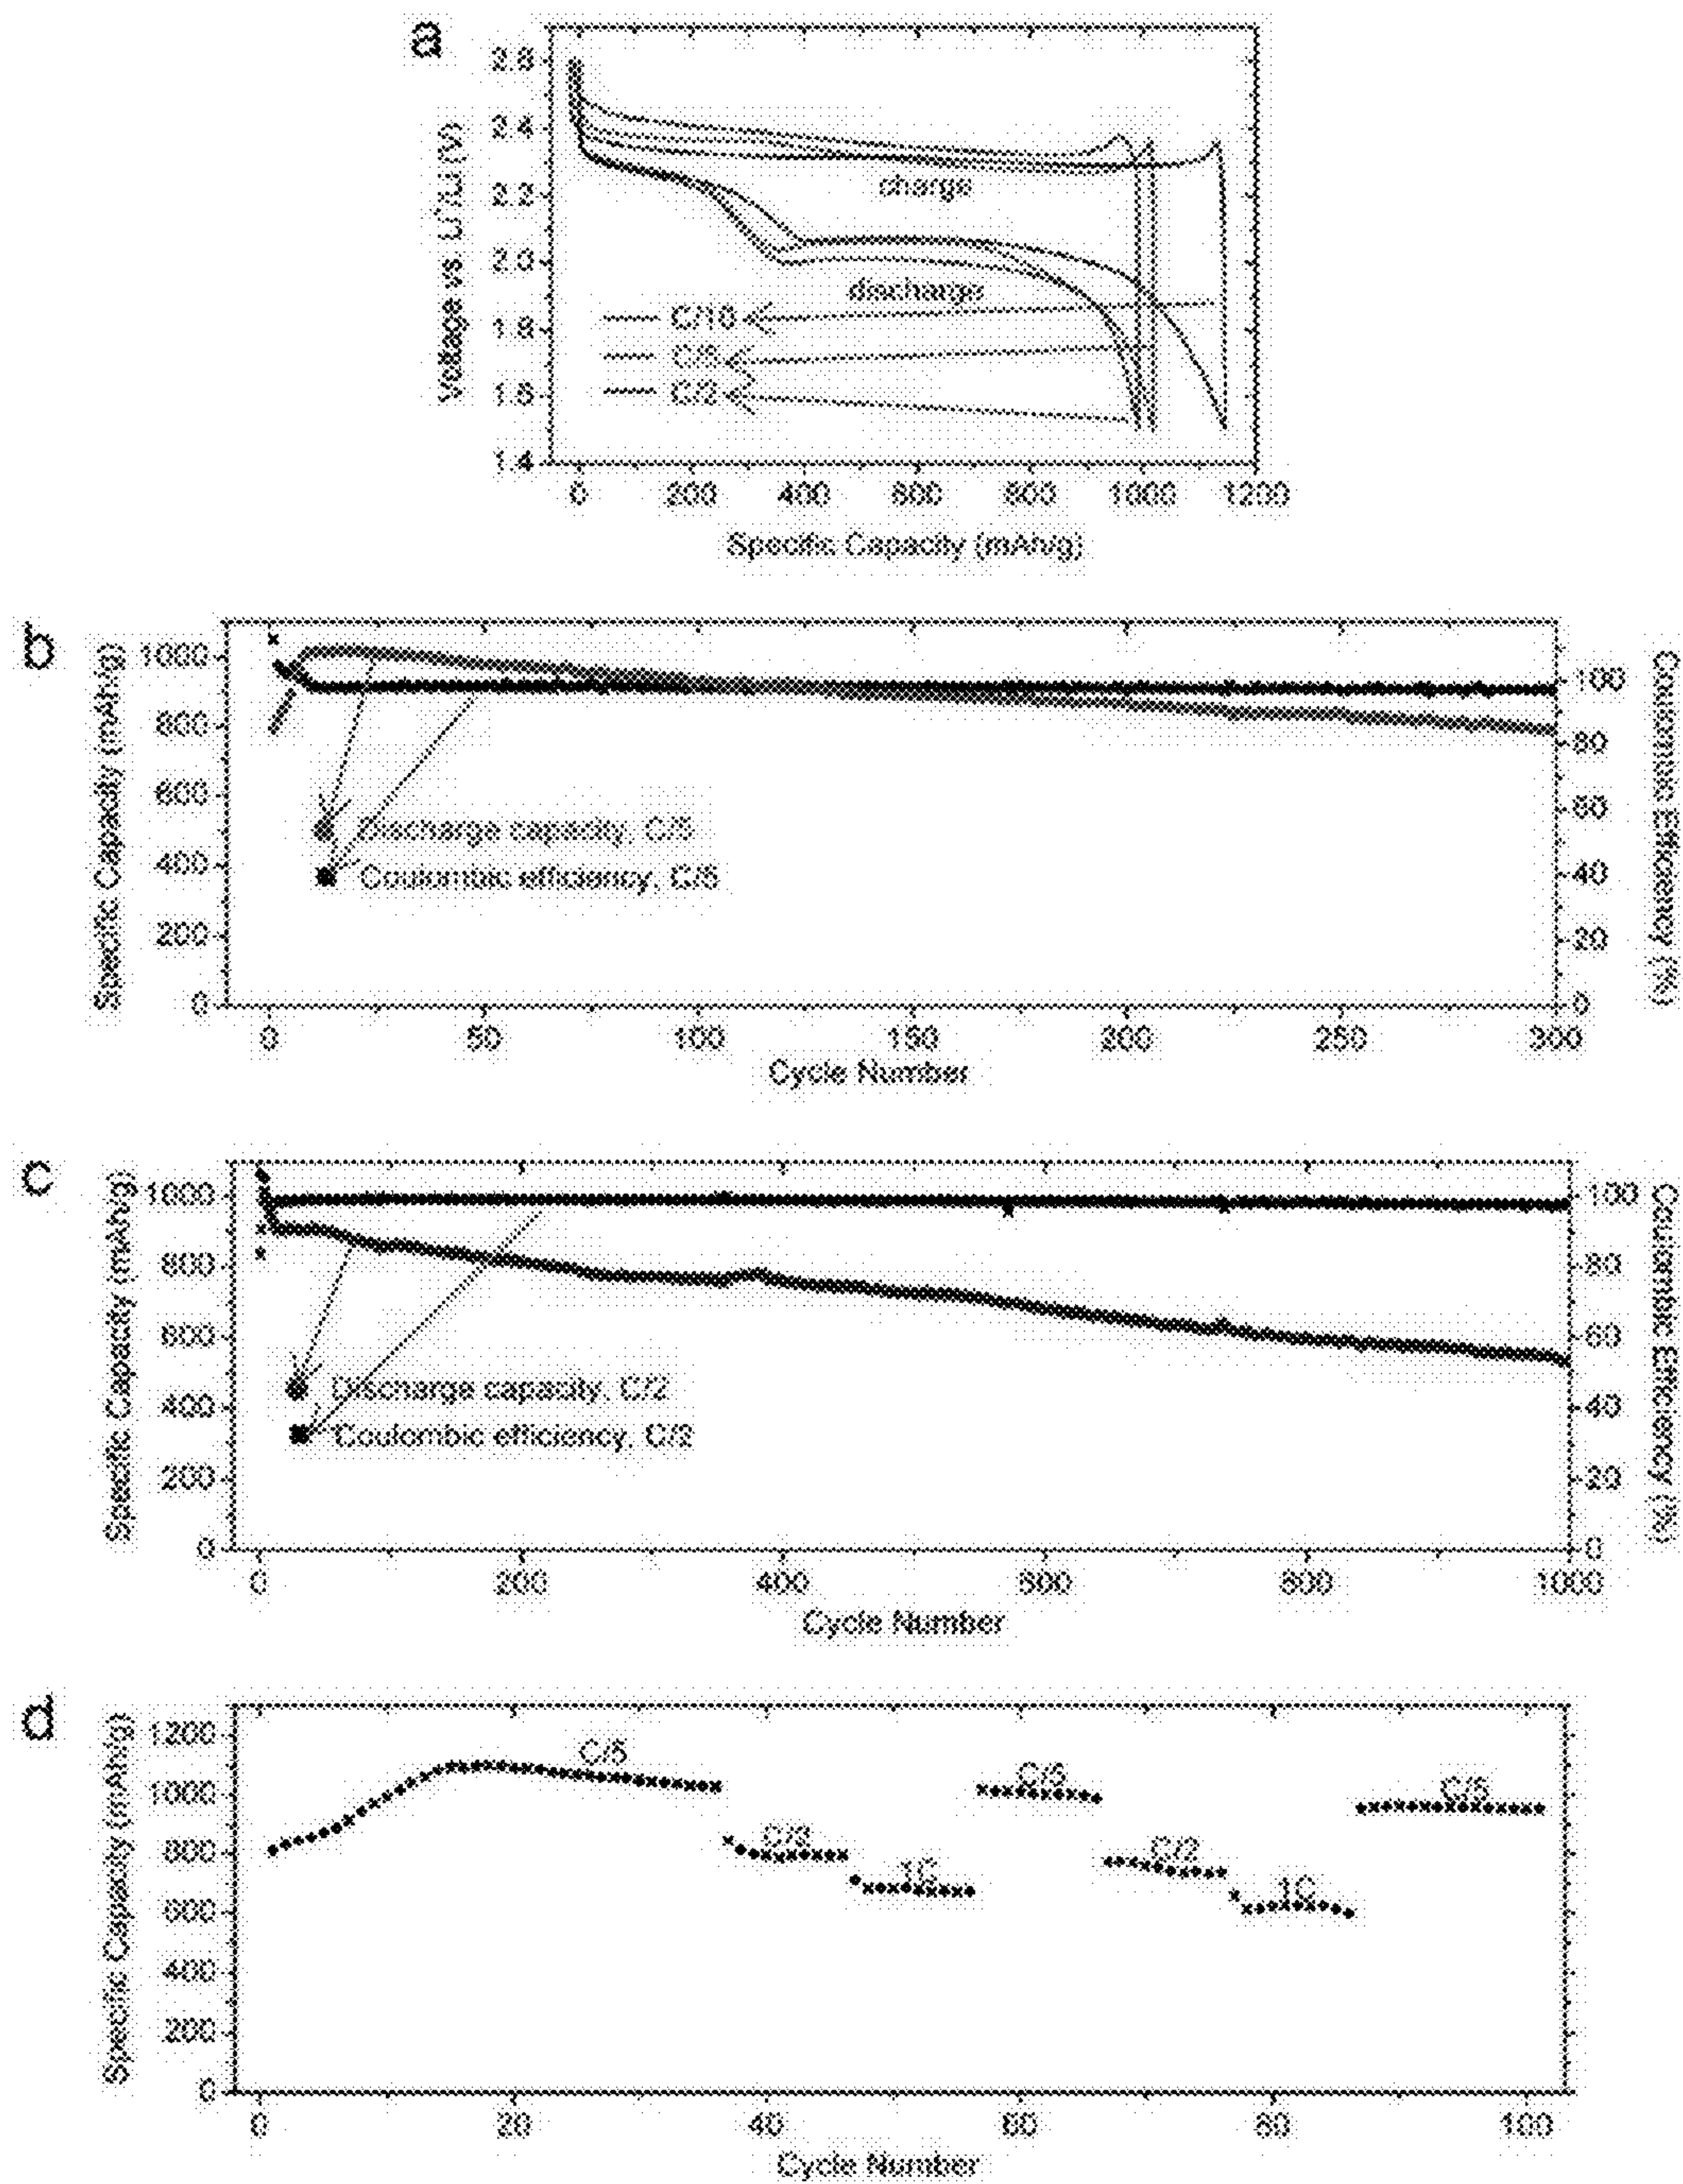 a
2.8
2.4
2.2
2.0
1.8
1.6
1.4
Voltage vs Li+/Li (V)
charge
discharge
C/10
C/5
C/2
0 200 400 600 800 1000 1200
Specific Capacity (mAh/g)
b
1000
800
600
400
200
0
Specific Capacity (mAh/g)
Discharge capacity, C/5
Coulombic efficiency, C/5
100
80
60
40
20
0
Coulombic Efficiency (%)
0 50 100 150 200 250 300
Cycle Number
c
1000
800
600
400
200
0
Specific Capacity (mAh/g)
Discharge capacity, C/2
Coulombic efficiency, C/2
100
80
60
40
20
0
Coulombic Efficiency (%)
0 200 400 600 800 1000
Cycle Number
d
1200
1000
800
600
400
200
0
Specific Capacity (mAh/g)
C/5
C/2
1C
C/5
C/2
1C
C/5
0 20 40 60 80 100
Cycle Number